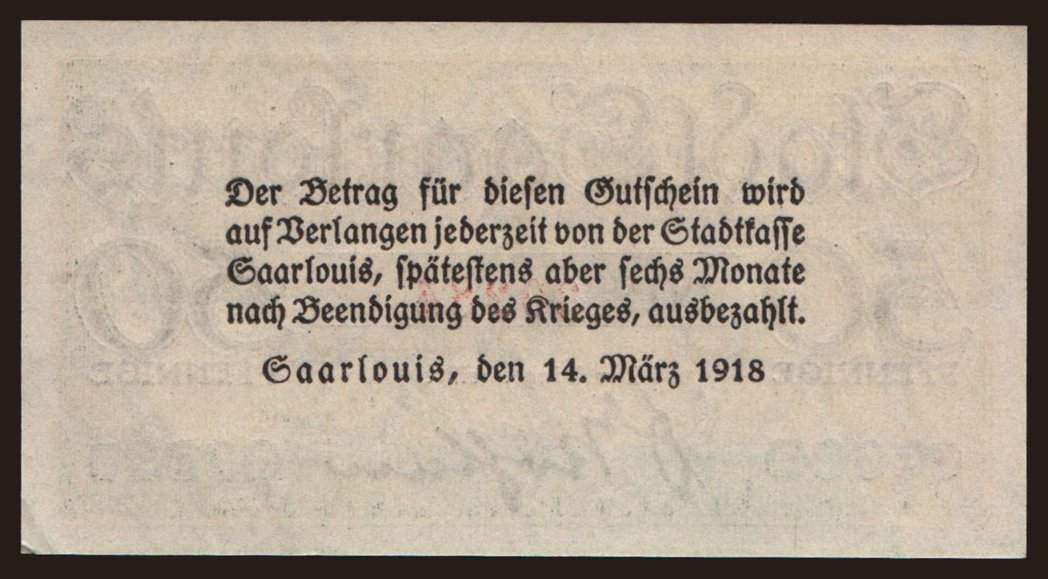 Der Betrag für diesen Gutschein wird
auf Verlangen jederzeit von der Stadtkasse
Saarlouis, spätestens aber sechs Monate
nach Beendigung des Krieges, ausbezahlt.
Saarlouis, den 14. März 1918